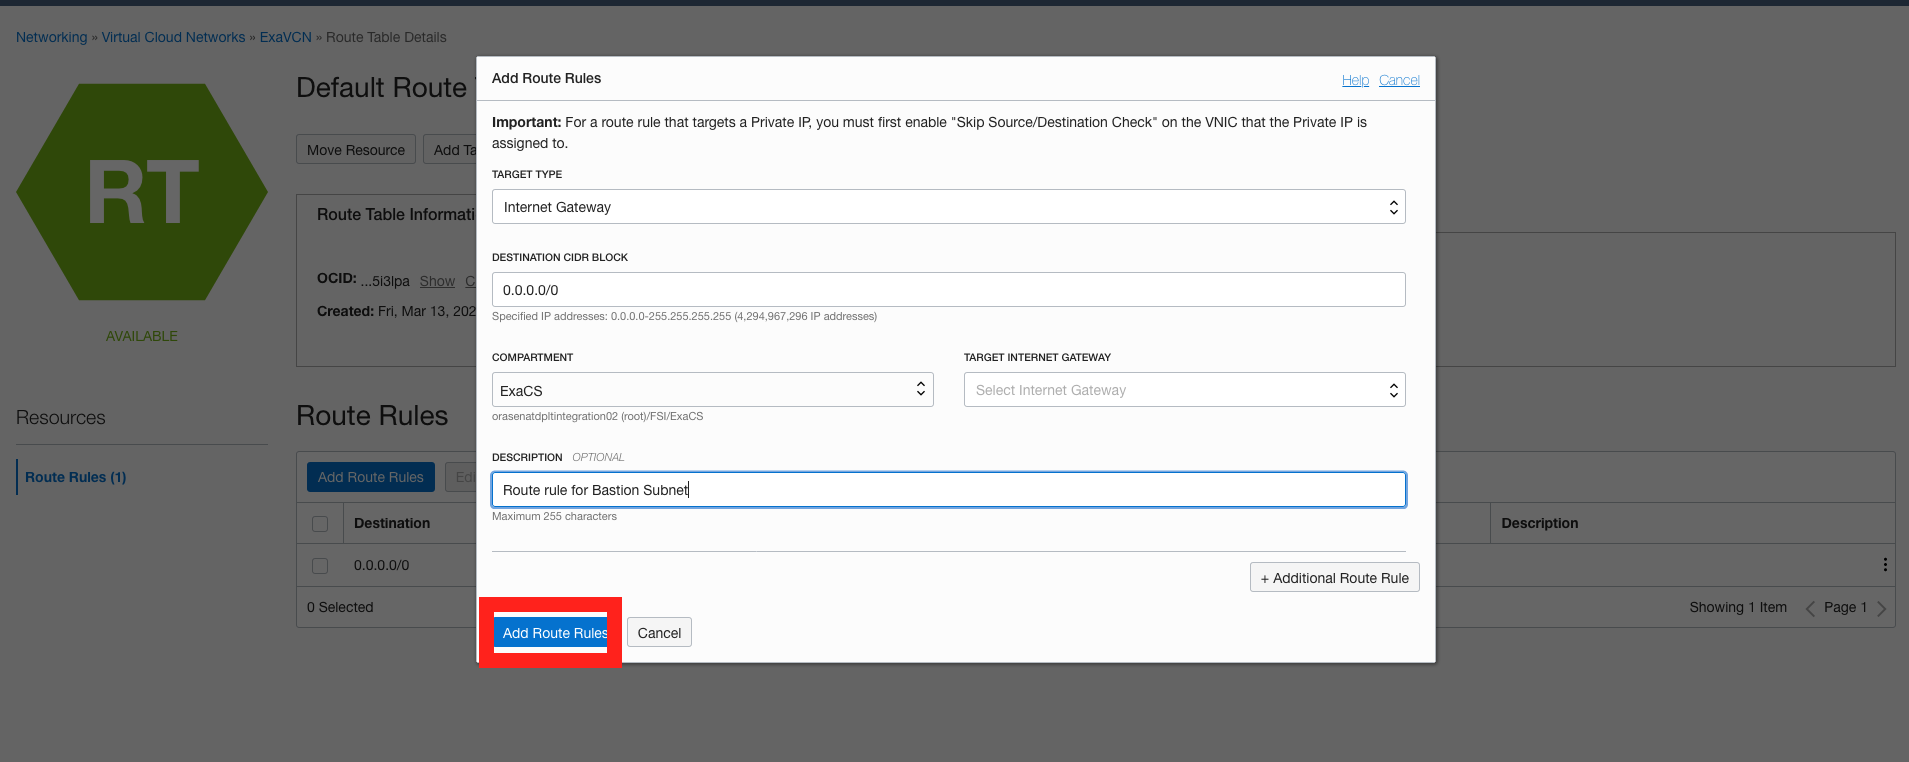 Networking » Virtual Cloud Networks » ExaVCN » Route Table Details
RT
AVAILABLE
Default Route
Move Resource
Add Ta
Route Table Informati
OCID: ...5i3lpa Show C
Created: Fri, Mar 13, 202
Resources
Route Rules (1)
Route Rules
Add Route Rules
Edi
Destination
Description
0.0.0.0/0
0 Selected
Showing 1 Item
Page 1
Add Route Rules
Help Cancel
Important: For a route rule that targets a Private IP, you must first enable "Skip Source/Destination Check" on the VNIC that the Private IP is
assigned to.
TARGET TYPE
Internet Gateway
DESTINATION CIDR BLOCK
0.0.0.0/0
Specified IP addresses: 0.0.0.0-255.255.255.255 (4,294,967,296 IP addresses)
COMPARTMENT
ExaCS
orasenatdpltintegration02 (root)/FSI/ExaCS
TARGET INTERNET GATEWAY
Select Internet Gateway
DESCRIPTION OPTIONAL
Route rule for Bastion Subnet
Maximum 255 characters
+ Additional Route Rule
Add Route Rules
Cancel